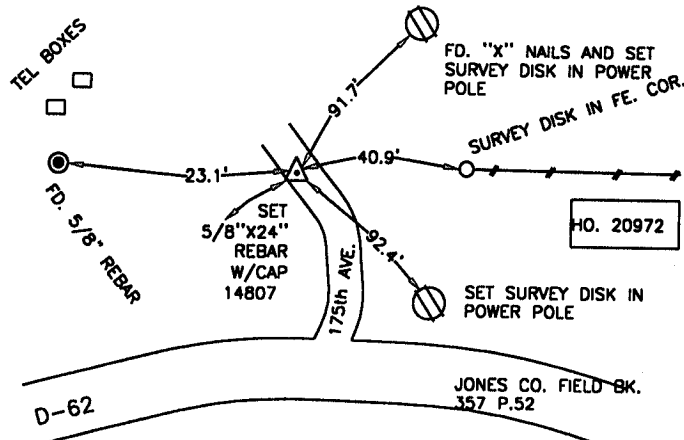 TEL BOXES
FD. "X" NAILS AND SET
SURVEY DISK IN POWER
POLE
91.7'
SURVEY DISK IN FE. COR.
23.1'
40.9'
FD. 5/8" REBAR
SET
5/8"X24"
REBAR
W/CAP
14807
92.4'
HO. 20972
175th AVE.
SET SURVEY DISK IN
POWER POLE
D-62
JONES CO. FIELD BK.
357 P.52